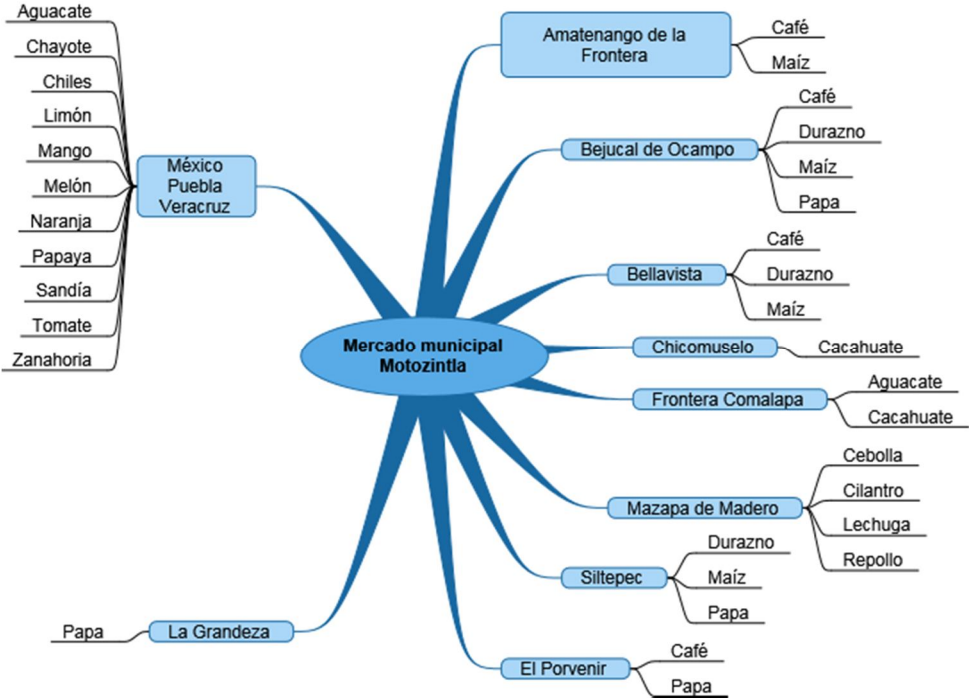 Mercado municipal
Motozintla
México
Puebla
Veracruz
Aguacate
Chayote
Chiles
Limón
Mango
Melón
Naranja
Papaya
Sandía
Tomate
Zanahoria
La Grandeza
Papa
Amatenango de la
Frontera
Café
Maíz
Bejucal de Ocampo
Café
Durazno
Maíz
Papa
Bellavista
Café
Durazno
Maíz
Chicomuselo
Cacahuate
Frontera Comalapa
Aguacate
Cacahuate
Mazapa de Madero
Cebolla
Cilantro
Lechuga
Repollo
Siltepec
Durazno
Maíz
Papa
El Porvenir
Café
Papa